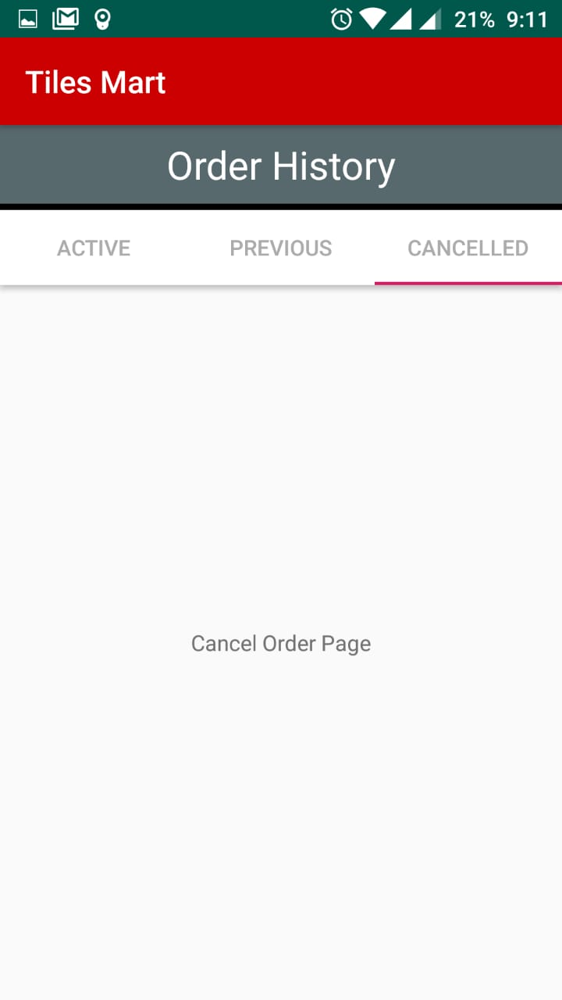 21% 9:11
Tiles Mart
Order History
ACTIVE PREVIOUS CANCELLED
Cancel Order Page